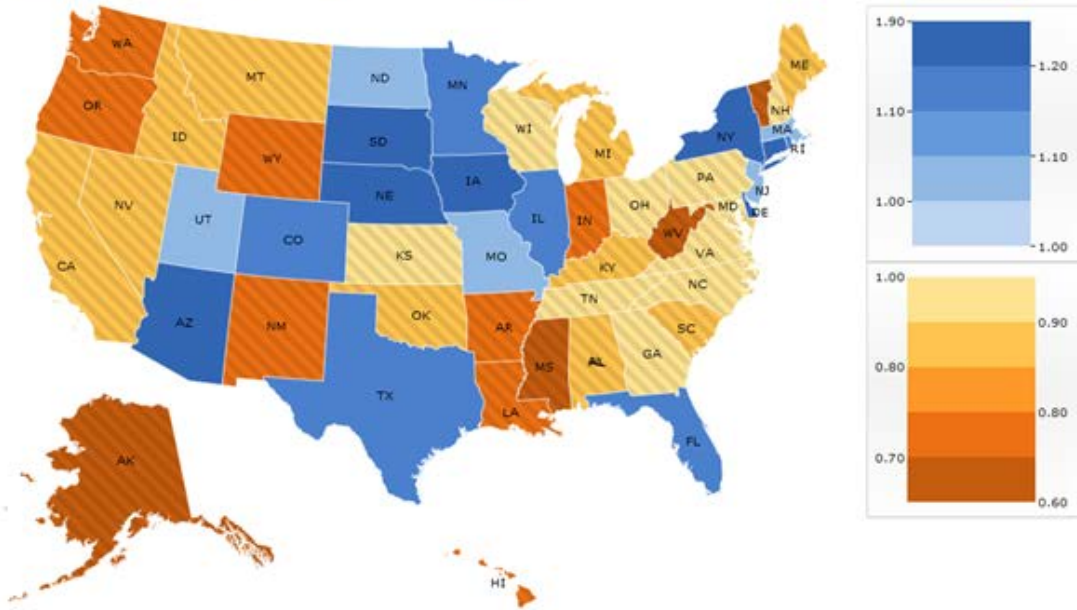 WA
MT
ND
MN
ME
OR
ID
WI
NH
SD
NY
MA
RI
WY
MI
NE
IA
PA
NJ
NV
UT
IL
IN
OH
MD
DE
CO
WV
CA
KS
MO
KY
VA
NC
TN
AZ
NM
OK
AR
SC
MS
AL
GA
TX
LA
FL
AK
HI
1.90
1.20
1.10
1.10
1.00
1.00
1.00
0.90
0.80
0.80
0.70
0.60